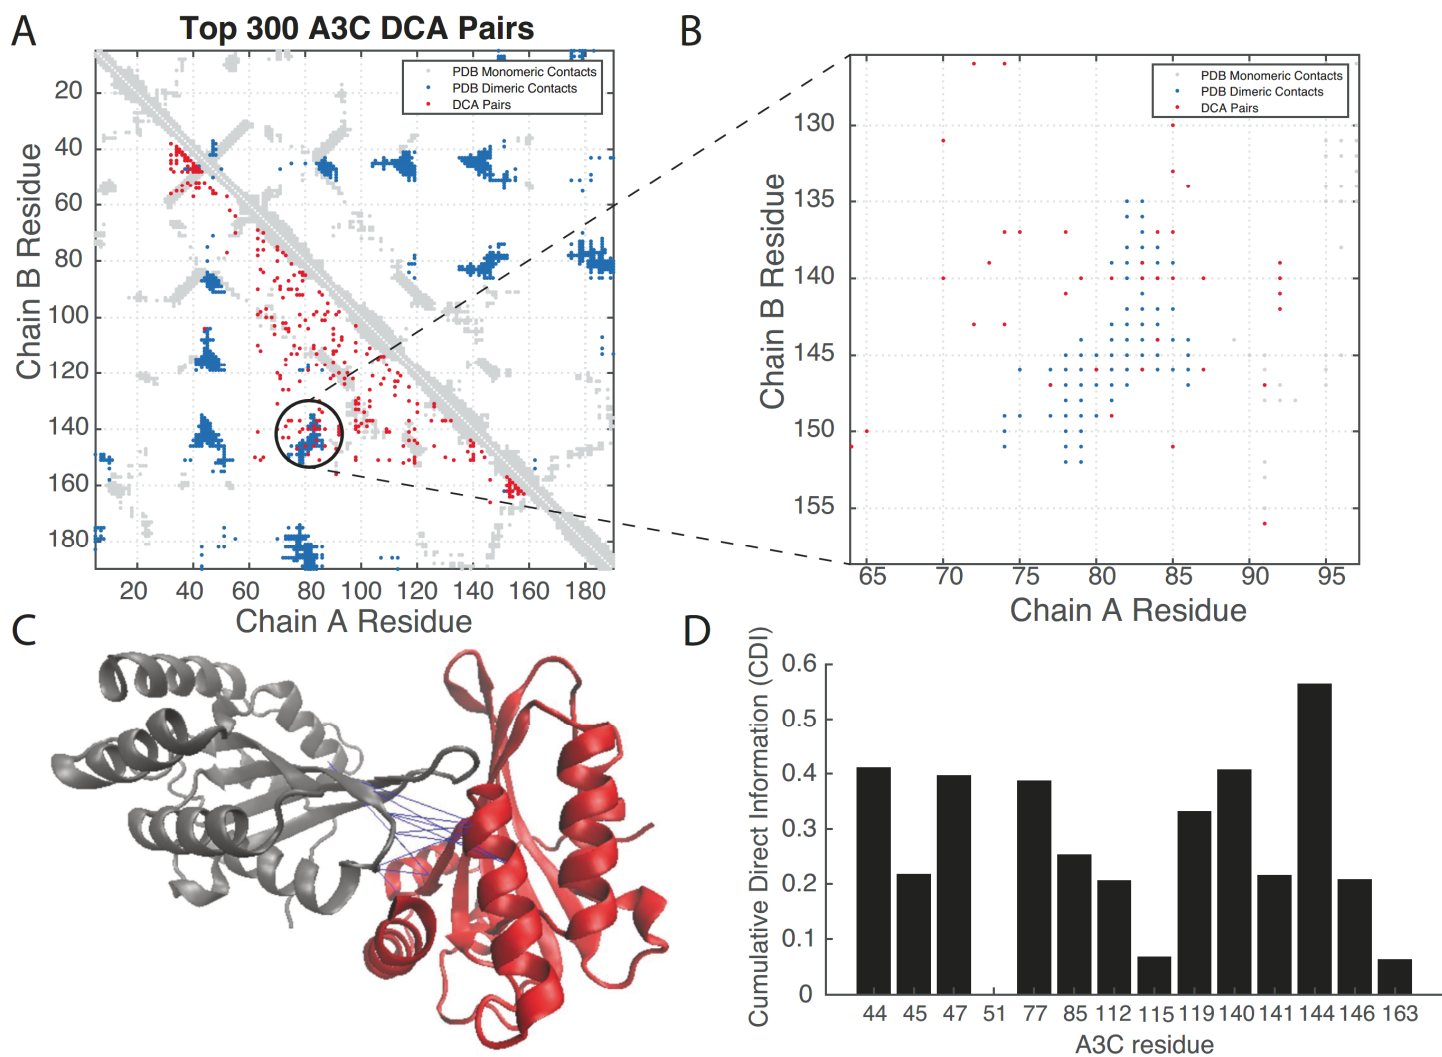 A
Top 300 A3C DCA Pairs
PDB Monomeric Contacts
PDB Dimeric Contacts
DCA Pairs
20
40
60
80
100
120
140
160
180
Chain B Residue
20 40 60 80 100 120 140 160 180
Chain A Residue
B
PDB Monomeric Contacts
PDB Dimeric Contacts
DCA Pairs
130
135
140
145
150
155
Chain B Residue
65 70 75 80 85 90 95
Chain A Residue
C
D
Cumulative Direct Information (CDI)
0.6
0.5
0.4
0.3
0.2
0.1
0
44 45 47 51 77 85 112 115 119 140 141 144 146 163
A3C residue